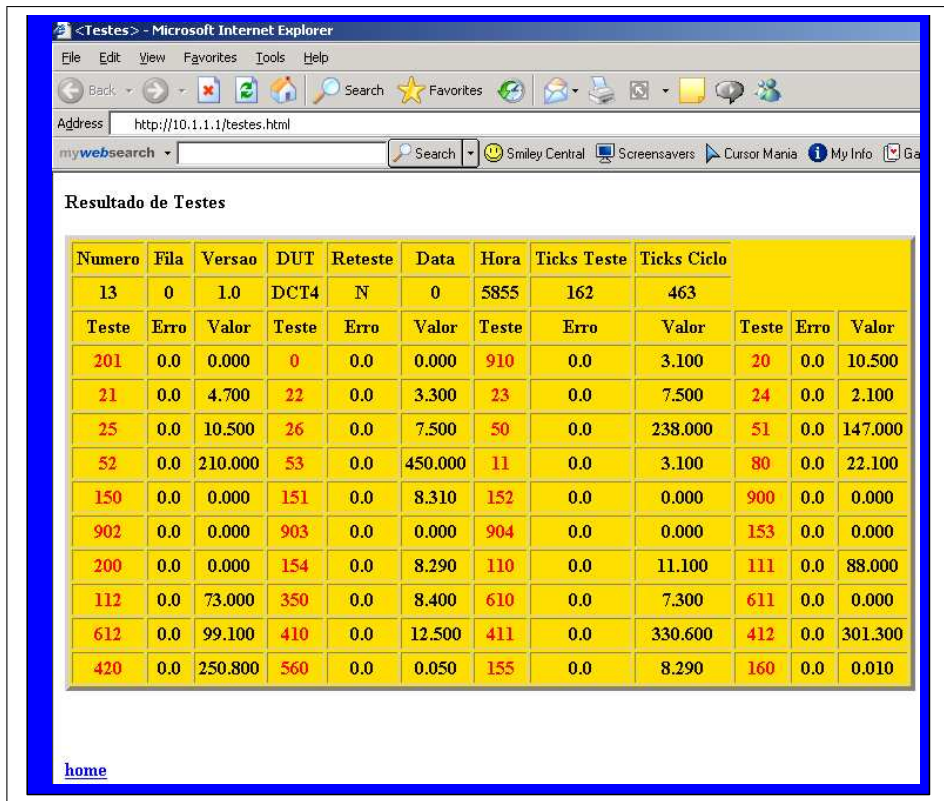 <Testes> - Microsoft Internet Explorer
File Edit View Favorites Tools Help
Back Search Favorites
Address http://10.1.1.1/testes.html
mywebsearch Search Smiley Central Screensavers Cursor Mania My Info Ga
Resultado de Testes
Numero Fila Versao DUT Reteste Data Hora Ticks Teste Ticks Ciclo
13 0 1.0 DCT4 N 0 5855 162 463
Teste Erro Valor Teste Erro Valor Teste Erro Valor Teste Erro Valor
201 0.0 0.000 0 0.0 0.000 910 0.0 3.100 20 0.0 10.500
21 0.0 4.700 22 0.0 3.300 23 0.0 7.500 24 0.0 2.100
25 0.0 10.500 26 0.0 7.500 50 0.0 238.000 51 0.0 147.000
52 0.0 210.000 53 0.0 450.000 11 0.0 3.100 80 0.0 22.100
150 0.0 0.000 151 0.0 8.310 152 0.0 0.000 900 0.0 0.000
902 0.0 0.000 903 0.0 0.000 904 0.0 0.000 153 0.0 0.000
200 0.0 0.000 154 0.0 8.290 110 0.0 11.100 111 0.0 88.000
112 0.0 73.000 350 0.0 8.400 610 0.0 7.300 611 0.0 0.000
612 0.0 99.100 410 0.0 12.500 411 0.0 330.600 412 0.0 301.300
420 0.0 250.800 560 0.0 0.050 155 0.0 8.290 160 0.0 0.010
home